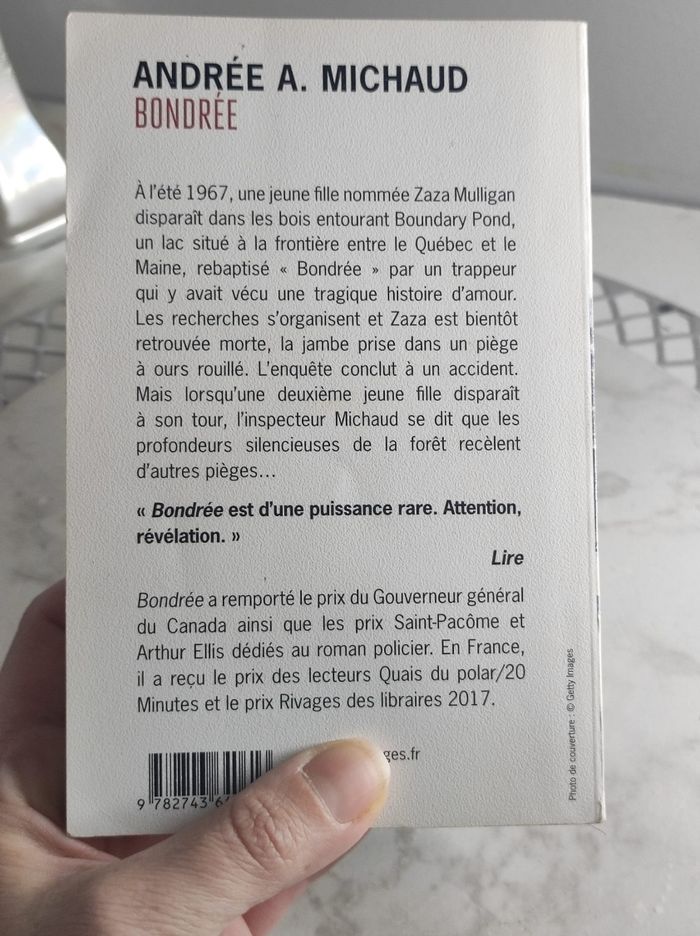 ANDRÉE A. MICHAUD
BONDRÉE
À l'été 1967, une jeune fille nommée Zaza Mulligan
disparaît dans les bois entourant Boundary Pond,
un lac situé à la frontière entre le Québec et le
Maine, rebaptisé « Bondrée » par un trappeur
qui y avait vécu une tragique histoire d'amour.
Les recherches s'organisent et Zaza est bientôt
retrouvée morte, la jambe prise dans un piège
à ours rouillé. L'enquête conclut à un accident.
Mais lorsqu'une deuxième jeune fille disparaît
à son tour, l'inspecteur Michaud se dit que les
profondeurs silencieuses de la forêt recèlent
d'autres pièges…
« Bondrée est d'une puissance rare. Attention,
révélation. »
Lire
Bondrée a remporté le prix du Gouverneur général
du Canada ainsi que les prix Saint-Pacôme et
Arthur Ellis dédiés au roman policier. En France,
il a reçu le prix des lecteurs Quais du polar/20
Minutes et le prix Rivages des libraires 2017.
ges.fr
9 782743 6
Photo de couverture : © Getty Images